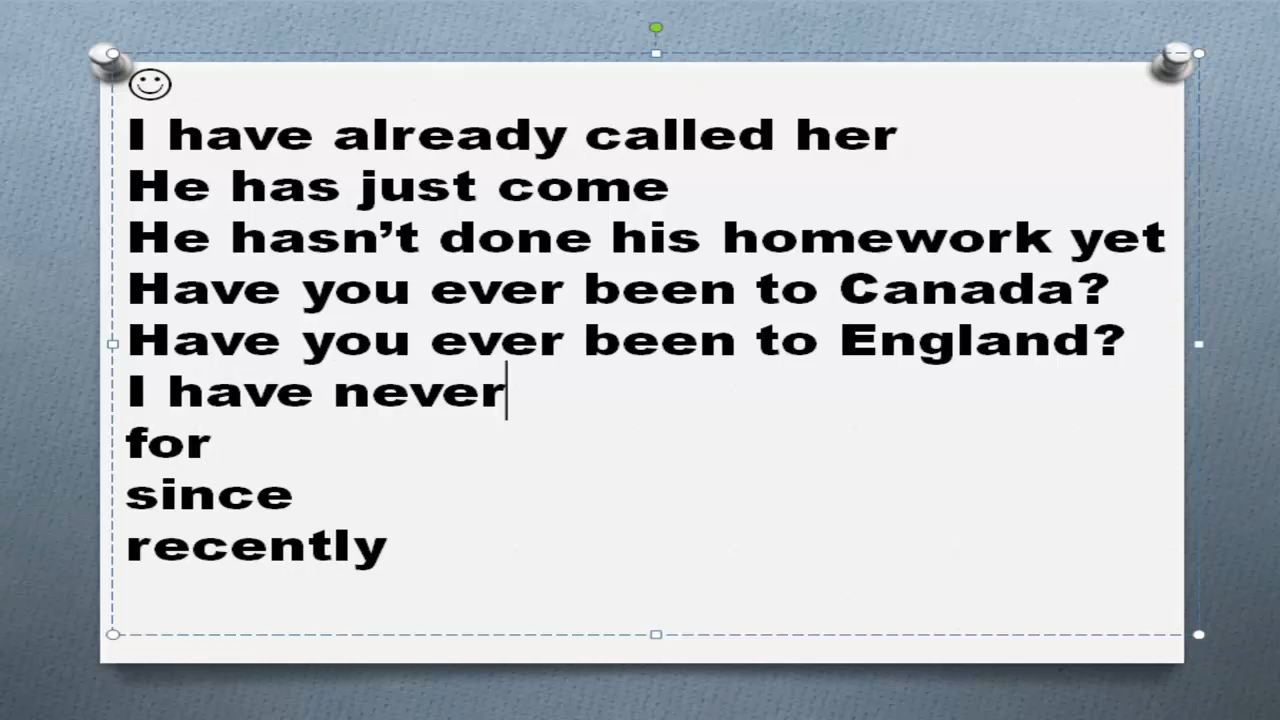 I have already called her
He has just come
He hasn’t done his homework yet
Have you ever been to Canada?
Have you ever been to England?
I have never
for
since
recently